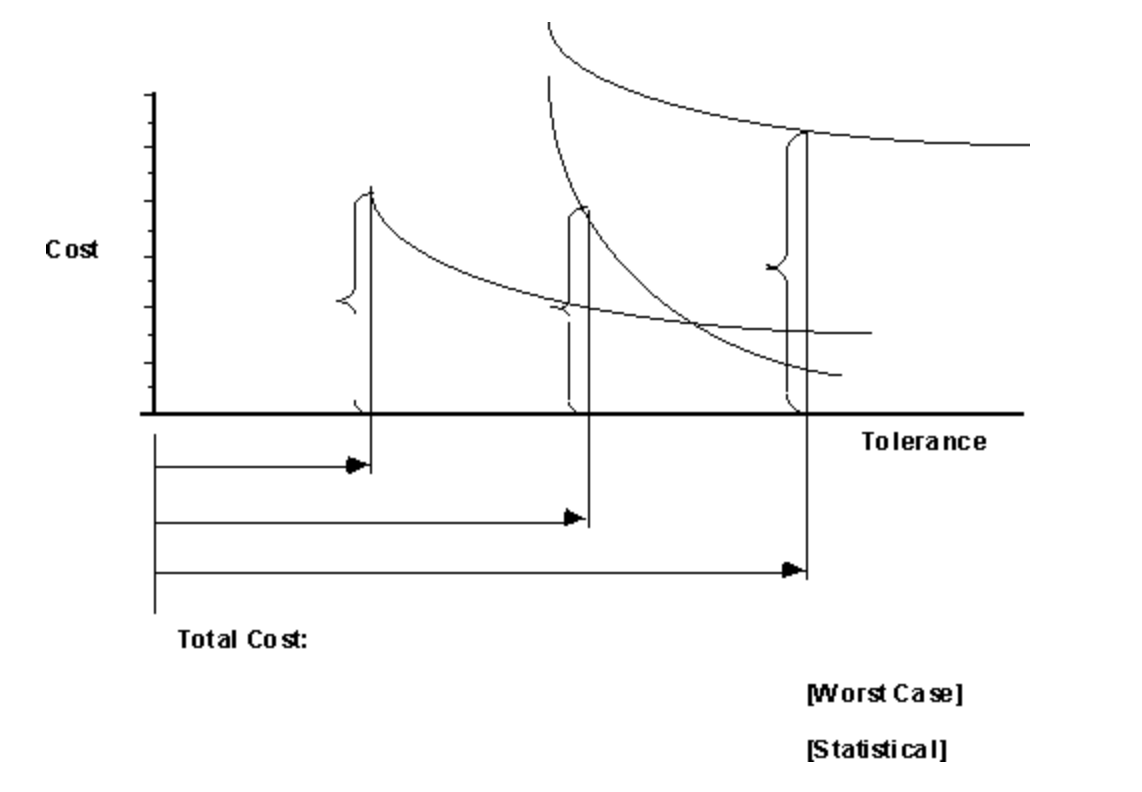 Cost
Tolerance
Total Cost:
[Worst Case]
[Statistical]